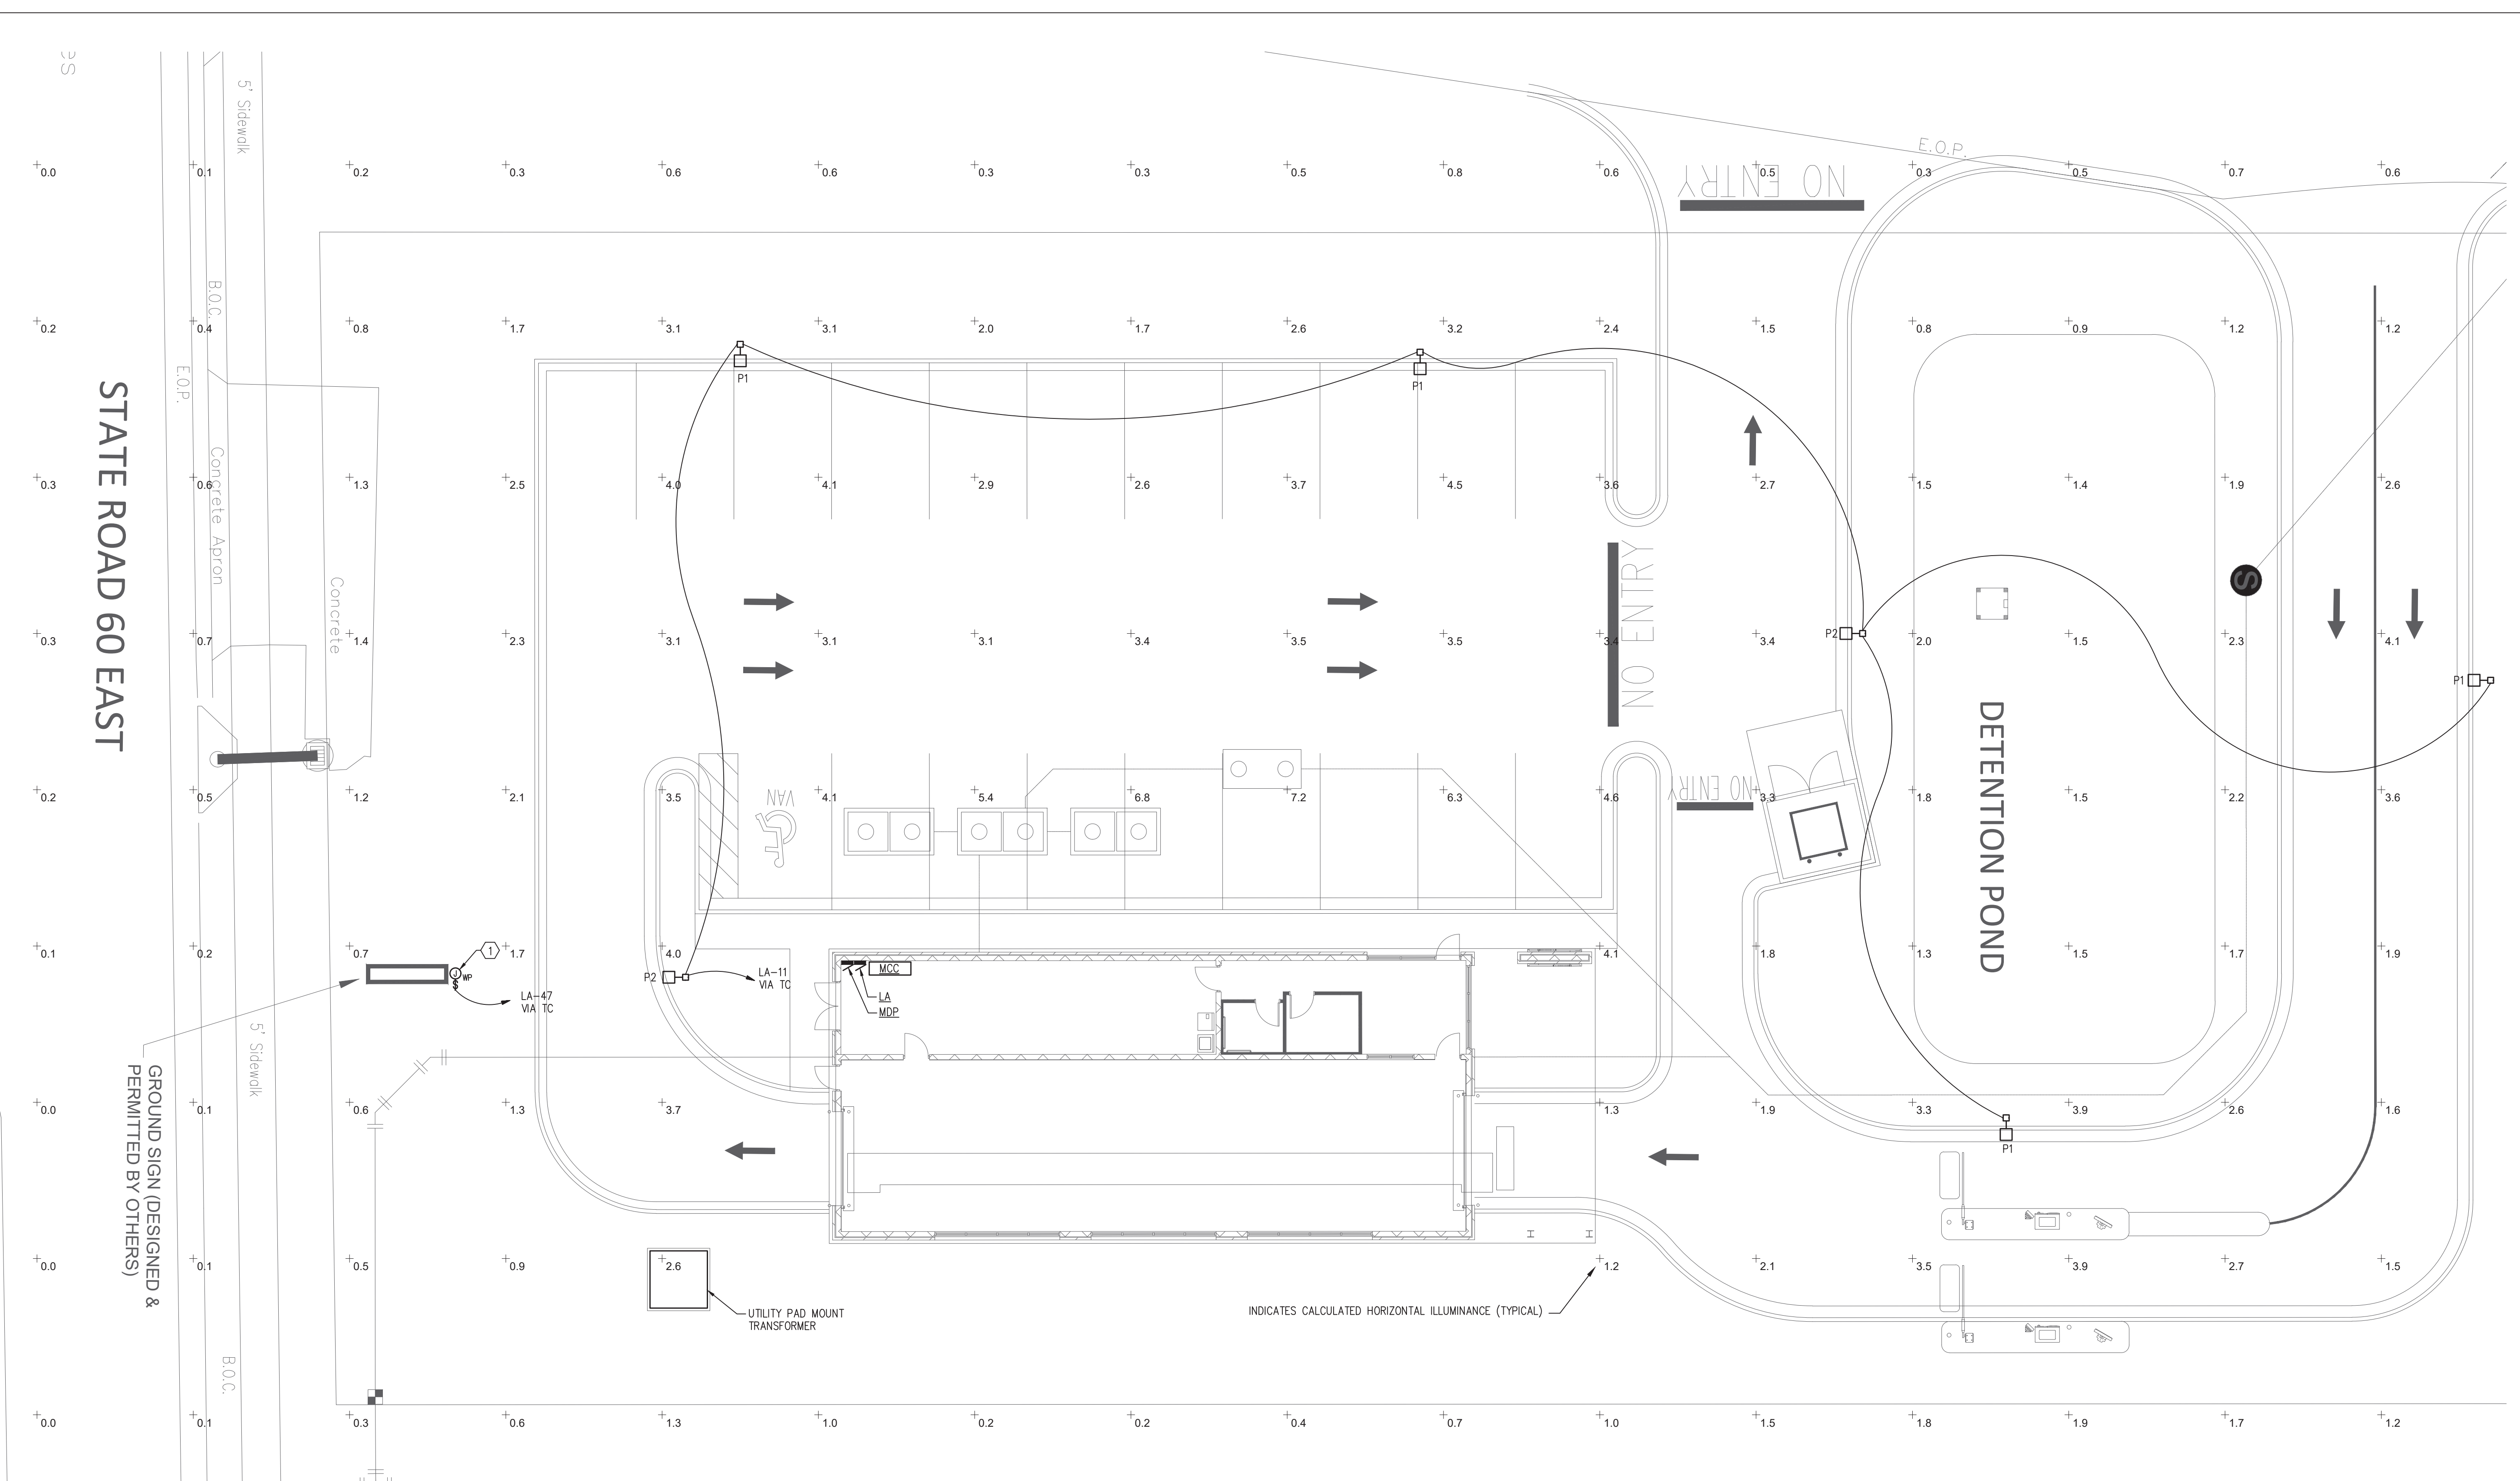 es
5' Sidewalk
E.O.P.
NO ENTRY
0.0 0.1 0.2 0.3 0.6 0.6 0.3 0.3 0.5 0.8 0.6 0.5 0.3 0.5 0.7 0.6
B.O.C.
0.2 0.4 0.8 1.7 3.1 3.1 2.0 1.7 2.6 3.2 2.4 1.5 0.8 0.9 1.2 1.2
E.O.P.
P1
P1
STATE ROAD 60 EAST
Concrete Apron
0.3 0.6 1.3 2.5 4.0 4.1 2.9 2.6 3.7 4.5 3.6 2.7 1.5 1.4 1.9 2.6
Concrete
NO ENTRY
S
0.3 0.7 1.4 2.3 3.1 3.1 3.1 3.4 3.5 3.5 3.4 3.4 2.0 1.5 2.3 4.1
P2
P1
DETENTION POND
VAN
NO ENTRY
0.2 0.5 1.2 2.1 3.5 4.1 5.4 6.8 7.2 6.3 4.6 3.3 1.8 1.5 2.2 3.6
0.1 0.2 0.7 1.7 4.0 4.1 1.8 1.3 1.5 1.7 1.9
1
J
WP
$
LA-47
VIA TC
P2
LA-11
VIA TC
MCC
LA
MDP
5' Sidewalk
GROUND SIGN (DESIGNED &
PERMITTED BY OTHERS)
0.0 0.1 0.6 1.3 3.7 1.3 1.9 3.3 3.9 2.6 1.6
P1
0.0 0.1 0.5 0.9 2.6 1.2 2.1 3.5 3.9 2.7 1.5
UTILITY PAD MOUNT
TRANSFORMER
INDICATES CALCULATED HORIZONTAL ILLUMINANCE (TYPICAL)
B.O.C.
0.0 0.1 0.3 0.6 1.3 1.0 0.2 0.2 0.4 0.7 1.0 1.5 1.8 1.9 1.7 1.2